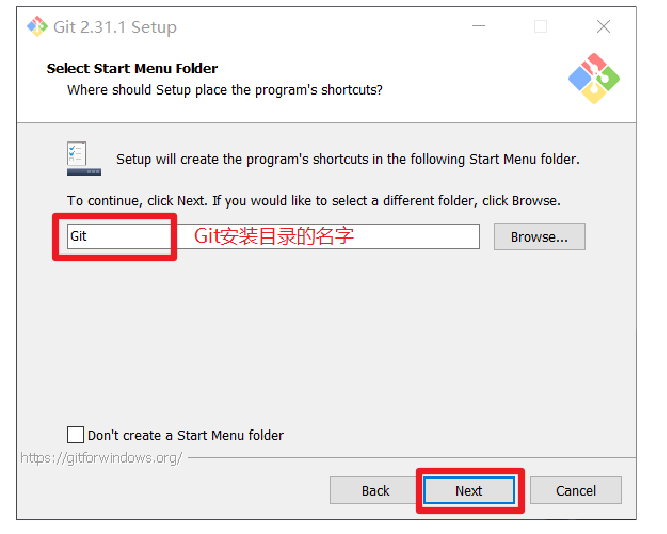 Git 2.31.1 Setup
Select Start Menu Folder
Where should Setup place the program's shortcuts?
Setup will create the program's shortcuts in the following Start Menu folder.
To continue, click Next. If you would like to select a different folder, click Browse.
Git Git安装目录的名字 Browse...
Don't create a Start Menu folder
https://gitforwindows.org/
Back Next Cancel